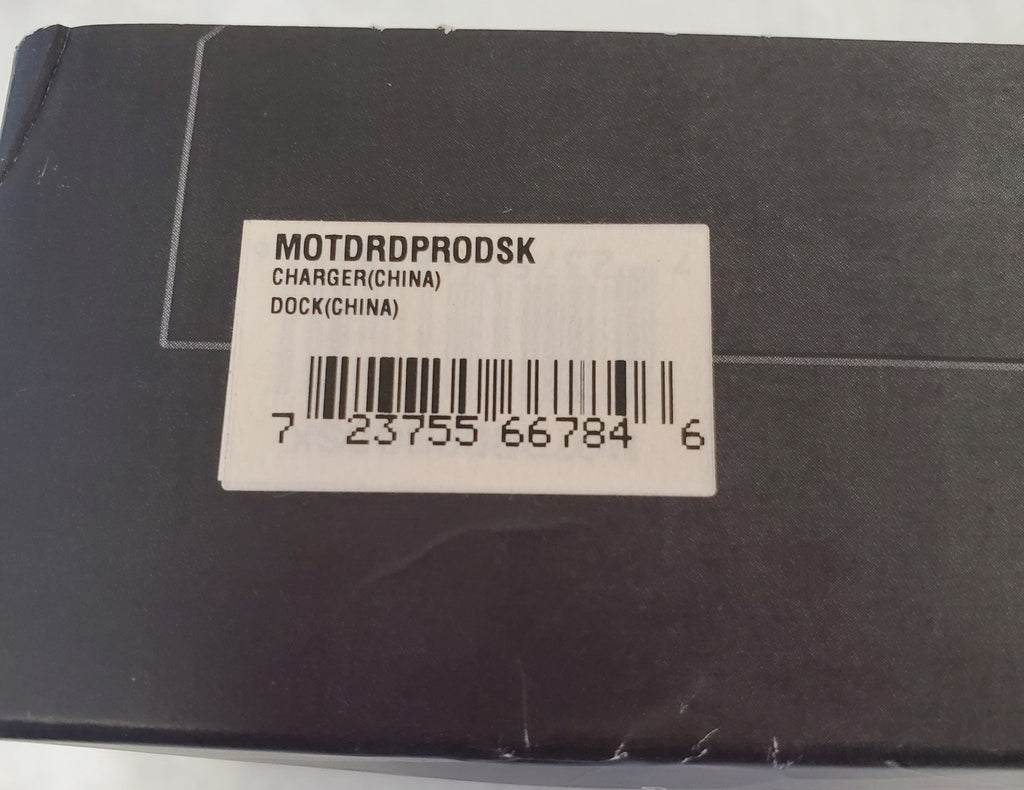 MOTDRDPRODSK
CHARGER(CHINA)
DOCK(CHINA)
7 23755 66784 6